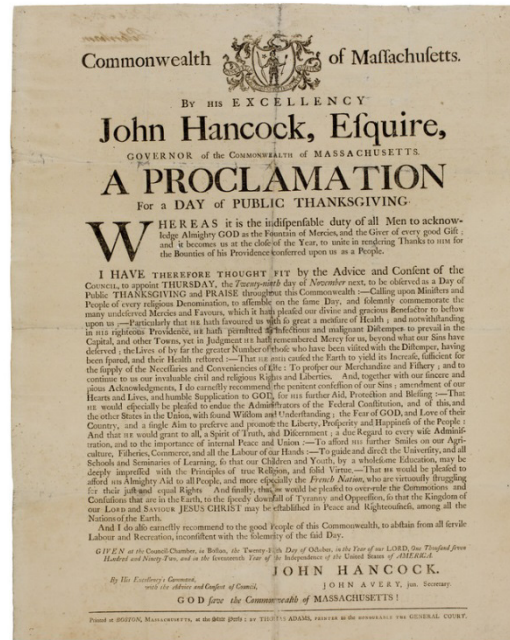 Commonwealth of Maſſachuſetts.
By HIS EXCELLENCY
John Hancock, Eſquire,
GOVERNOR of the COMMONWEALTH of MASSACHUSETTS.
A PROCLAMATION
For a DAY of PUBLIC THANKSGIVING.
WHEREAS it is the indiſpenſable duty of all Men to acknow-
ledge Almighty GOD as the Fountain of Mercies, and the Giver of every good Gift;
and it becomes us at the cloſe of the Year, to unite in rendering Thanks to HIM for
the Bounties of his Providence conferred upon us as a People.
I HAVE THEREFORE THOUGHT FIT by the Advice and Conſent of the
COUNCIL, to appoint THURSDAY, the Twenty-ninth day of November next, to be obſerved as a Day of
Public THANKSGIVING and PRAISE throughout this Commonwealth:—Calling upon Miniſters and
People of every religious Denomination, to aſſemble on the ſame Day, and ſolemnly commemorate the
many undeſerved Mercies and Favours, which it hath pleaſed our divine and gracious Benefactor to beſtow
upon us;—Particularly that HE hath favoured us with ſo great a meaſure of Health; and notwithſtanding
in HIS righteous Providence, HE hath permitted an infectious and malignant Diſtemper to prevail in the
Capital, and other Towns, yet in Judgment HE hath remembered Mercy for us, beyond what our Sins have
deſerved; the Lives of by far the greater Number of thoſe who have been viſited with the Diſtemper, having
been ſpared, and their Health reſtored:—That HE hath cauſed the Earth to yield its Increaſe, ſufficient for
the ſupply of the Neceſſaries and Conveniencies of Life: To proſper our Merchandize and Fiſhery; and to
continue to us our invaluable civil and religious Rights and Liberties. And, together with our ſincere and
pious Acknowledgments, I do earneſtly recommend the penitent confeſſion of our Sins; amendment of our
Hearts and Lives, and humble Supplication to GOD, for HIS further Aid, Protection and Bleſſing:—That
HE would eſpecially be pleaſed to endue the Adminiſtrators of the Federal Conſtitution, and of this, and
the other States in the Union, with ſound Wiſdom and Underſtanding; the Fear of GOD, and Love of their
Country, and a ſingle Aim to preſerve and promote the Liberty, Proſperity and Happineſs of the People:
And that HE would grant to all, a Spirit of Truth, and Diſcernment; a due Regard to every wiſe Adminiſ-
tration, and to the importance of internal Peace and Union:—To afford HIS further Smiles on our Agri-
culture, Fiſheries, Commerce, and all the Labour of our Hands:—To guide and direct the Univerſity, and all
Schools and Seminaries of Learning, ſo that our Children and Youth, by a wholeſome Education, may be
deeply impreſſed with the Principles of true Religion, and ſolid Virtue.—That HE would be pleaſed to
afford HIS Almighty Aid to all People, and more eſpecially the French Nation, who are virtuouſly ſtruggling
for their juſt and equal Rights And finally, that HE would be pleaſed to over-rule the Commotions and
Confuſions that are in the Earth, to the ſpeedy downfall of Tyranny and Oppreſſion, ſo that the Kingdom of
our LORD and SAVIOUR JESUS CHRIST may be eſtabliſhed in Peace and Righteouſneſs, among all the
Nations of the Earth.
And I do alſo earneſtly recommend to the good People of this Commonwealth, to abſtain from all ſervile
Labour and Recreation, inconſiſtent with the ſolemnity of the ſaid Day.
GIVEN at the Council Chamber, in Boſton, the Day of October, in the Year of our LORD, One Thouſand ſeven
Hundred and Ninety-Two, and in the ſeventeenth Year of the Independence of the United States of AMERICA.
JOHN HANCOCK.
By His Excellency's Command,
with the Advice and Conſent of Council,
JOHN AVERY, jun. Secretary.
GOD ſave the Commonwealth of MASSACHUSETTS!
Printed at BOSTON, MASSACHUSETTS, at the State Preſs: by THOMAS ADAMS, PRINTER to the HONORABLE the GENERAL COURT.